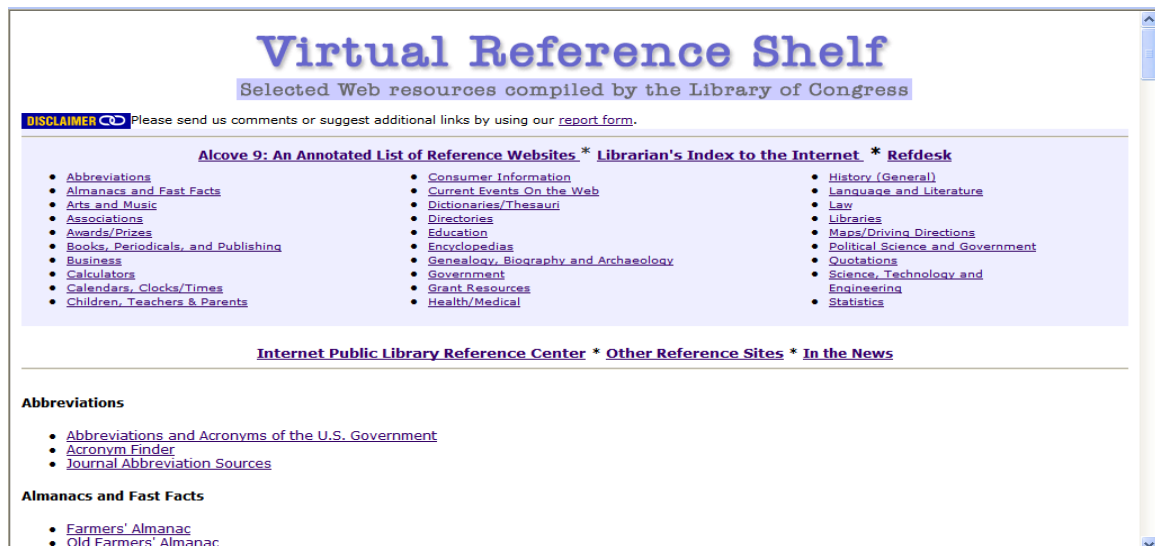 Virtual Reference Shelf
Selected Web resources compiled by the Library of Congress
DISCLAIMER Please send us comments or suggest additional links by using our report form.
Alcove 9: An Annotated List of Reference Websites * Librarian's Index to the Internet * Refdesk
Abbreviations
Almanacs and Fast Facts
Arts and Music
Associations
Awards/Prizes
Books, Periodicals, and Publishing
Business
Calculators
Calendars, Clocks/Times
Children, Teachers & Parents
Consumer Information
Current Events On the Web
Dictionaries/Thesauri
Directories
Education
Encyclopedias
Genealogy, Biography and Archaeology
Government
Grant Resources
Health/Medical
History (General)
Language and Literature
Law
Libraries
Maps/Driving Directions
Political Science and Government
Quotations
Science, Technology and
Engineering
Statistics
Internet Public Library Reference Center * Other Reference Sites * In the News
Abbreviations
Abbreviations and Acronyms of the U.S. Government
Acronym Finder
Journal Abbreviation Sources
Almanacs and Fast Facts
Farmers' Almanac
Old Farmers' Almanac